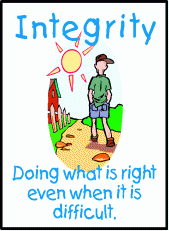 Integrity
Doing what is right
even when it is
difficult.